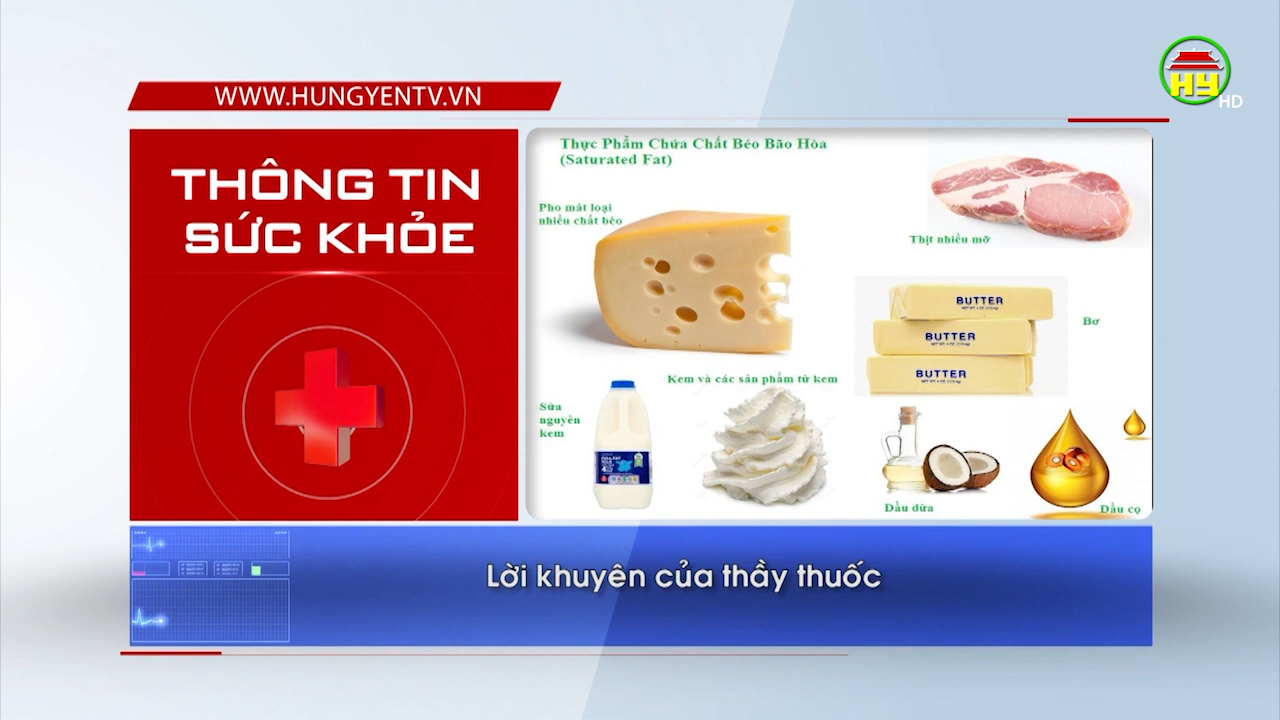 WWW.HUNGYENTV.VN
HY
HD
THÔNG TIN
SỨC KHỎE
Thực Phẩm Chứa Chất Béo Bão Hòa
(Saturated Fat)
Pho mát loại
nhiều chất béo
Thịt nhiều mỡ
BUTTER
BUTTER
BUTTER
Bơ
Kem và các sản phẩm từ kem
Sữa
nguyên
kem
Dầu dừa
Dầu cọ
Lời khuyên của thầy thuốc